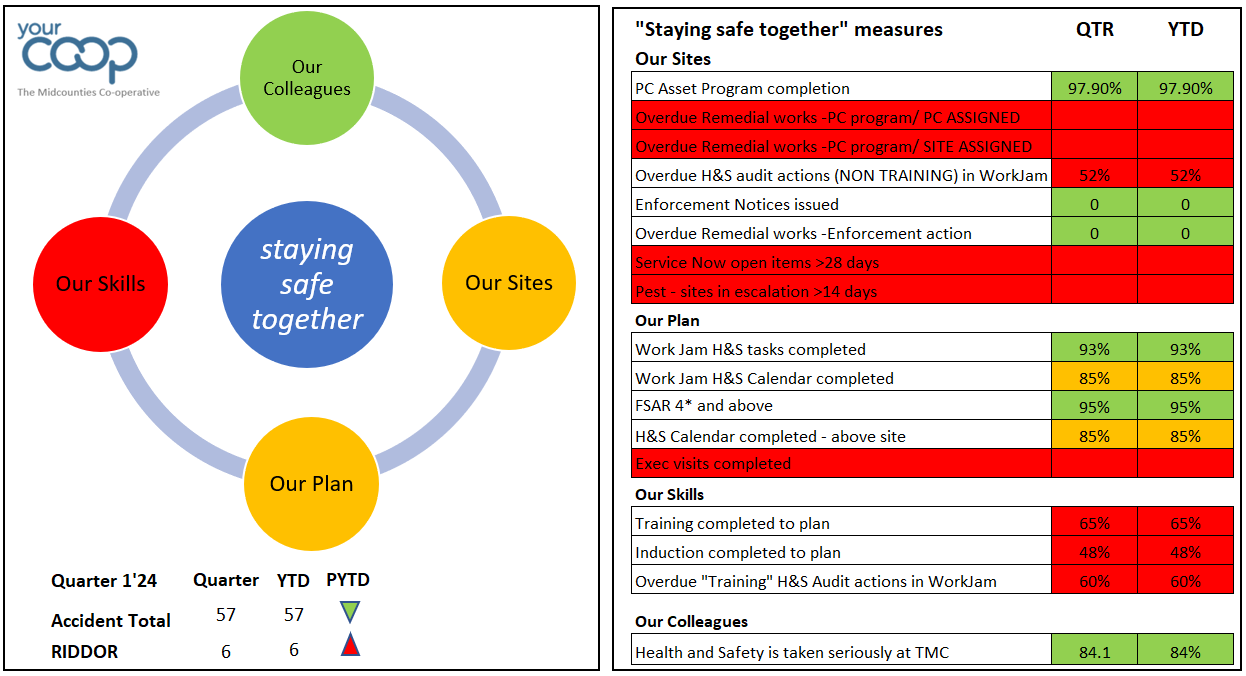 your
coop
The Midcounties Co-operative
Our
Colleagues
Our Skills
staying
safe
together
Our Sites
Our Plan
Quarter 1'24 Quarter YTD PYTD
Accident Total 57 57
RIDDOR 6 6
"Staying safe together" measures QTR YTD
Our Sites
PC Asset Program completion 97.90% 97.90%
Overdue Remedial works -PC program/ PC ASSIGNED
Overdue Remedial works -PC program/ SITE ASSIGNED
Overdue H&S audit actions (NON TRAINING) in WorkJam 52% 52%
Enforcement Notices issued 0 0
Overdue Remedial works -Enforcement action 0 0
Service Now open items >28 days
Pest - sites in escalation >14 days
Our Plan
Work Jam H&S tasks completed 93% 93%
Work Jam H&S Calendar completed 85% 85%
FSAR 4* and above 95% 95%
H&S Calendar completed - above site 85% 85%
Exec visits completed
Our Skills
Training completed to plan 65% 65%
Induction completed to plan 48% 48%
Overdue "Training" H&S Audit actions in WorkJam 60% 60%
Our Colleagues
Health and Safety is taken seriously at TMC 84.1 84%